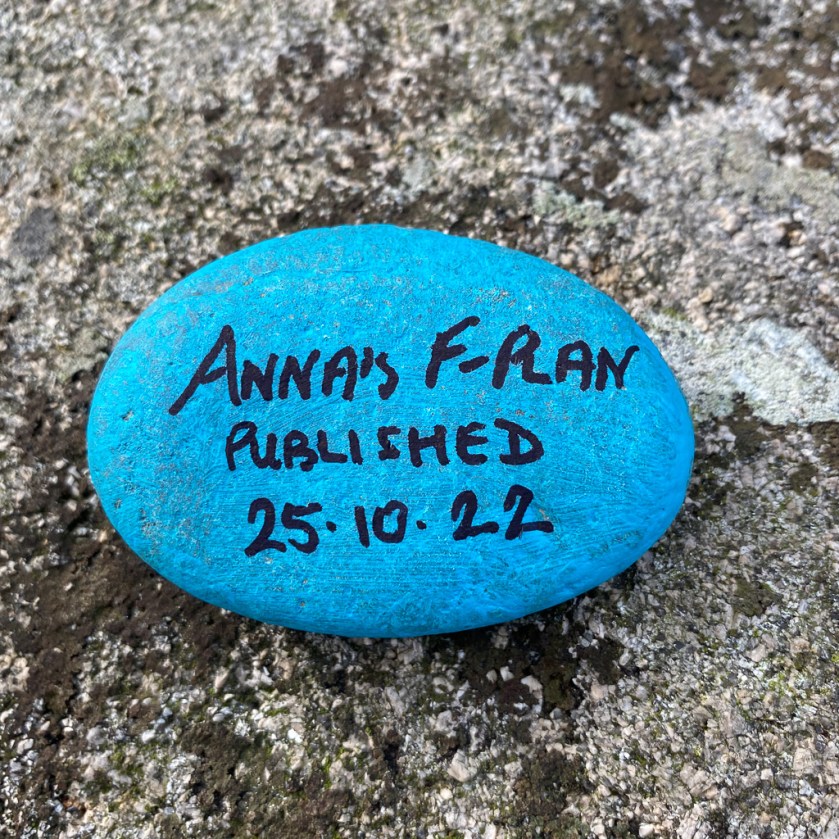 ANNA'S F-PLAN
PUBLISHED
25.10.22